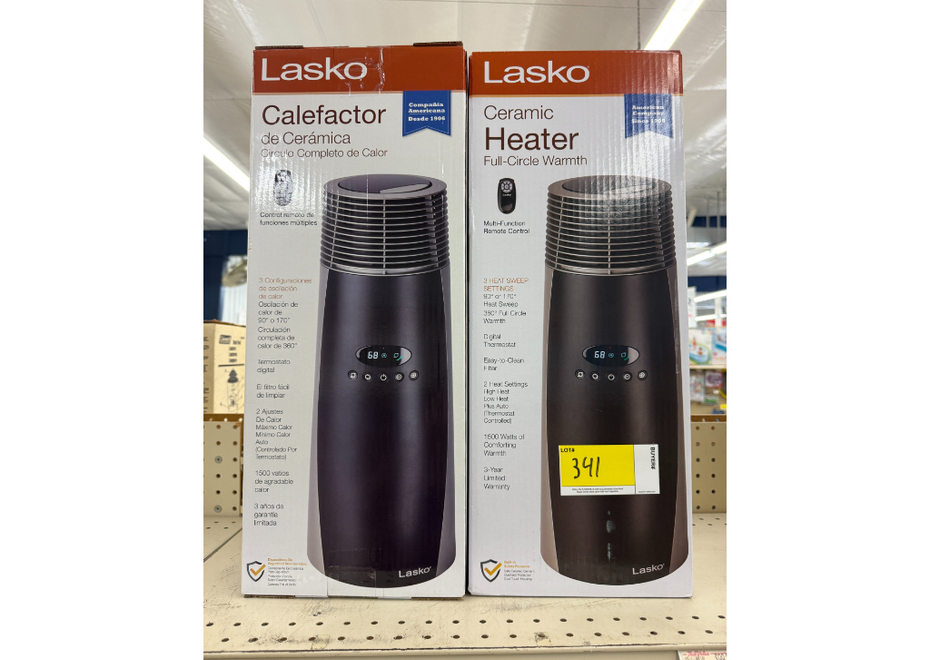 Lasko
Calefactor
de Cerámica
Círculo Completo de Calor
Compañía
Americana
Desde 1906
Control remoto de
funciones múltiples
3 Configuraciones
de oscilación
de calor
Oscilación de
calor de
90° o 170°
Circulación
completa de
calor de 360°
Termostato
digital
El filtro fácil
de limpiar
2 Ajustes
De Calor
Máximo Calor
Mínimo Calor
Auto
(Controlado Por
Termostato)
1500 vatios
de agradable
calor
3 años de
garantía
limitada
68
Lasko
Lasko
Ceramic
Heater
Full-Circle Warmth
American
Company
Since 1906
Multi-Function
Remote Control
3 HEAT SWEEP
SETTINGS
90° or 170°
Heat Sweep
360° Full Circle
Warmth
Digital
Thermostat
Easy-to-Clean
Filter
2 Heat Settings
High Heat
Low Heat
Plus Auto
(Thermostat
Controlled)
1500 Watts of
Comforting
Warmth
3-Year
Limited
Warranty
68
LOT#
341
BUYER#
Lasko